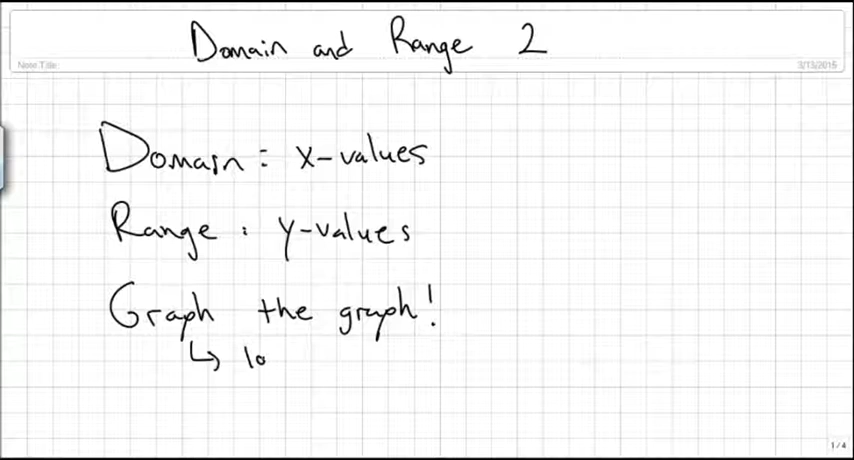 Domain and Range 2
Note Title
3/13/2015
Domain: x-values
Range: y-values
Graph the graph!
↳ lo
1/4